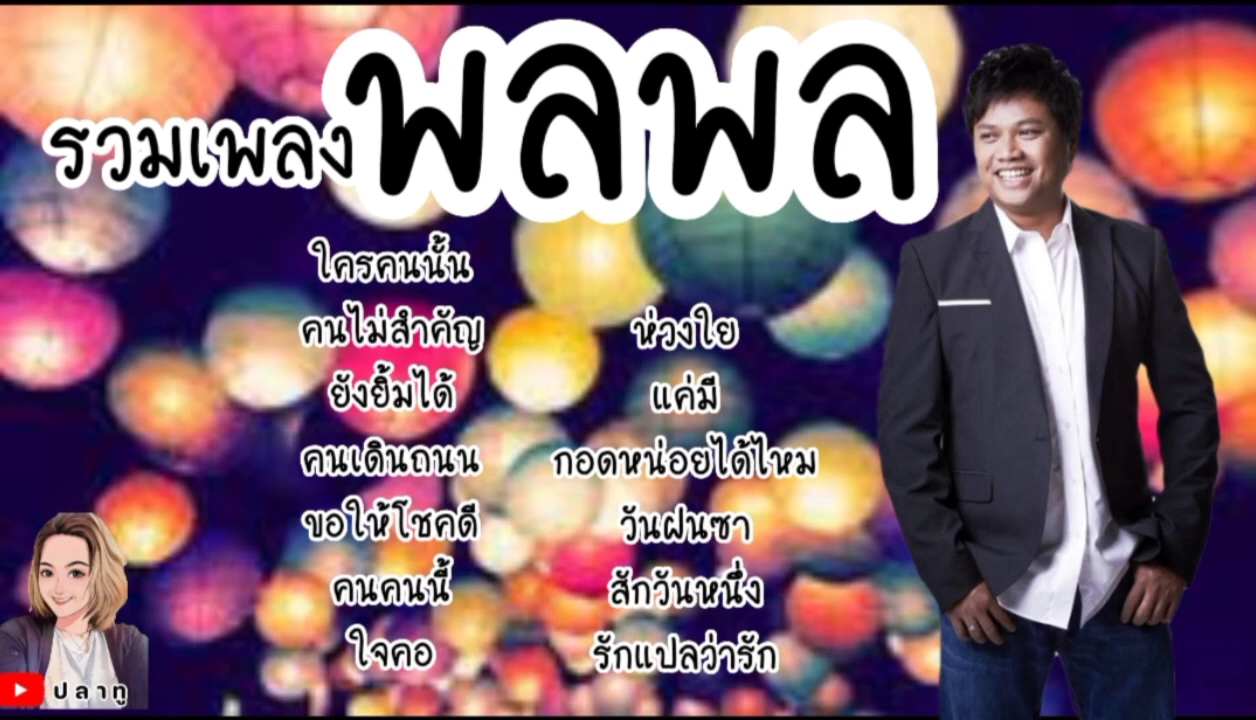 รวมเพลง พลพล
ใครคนนั้น
คนไม่สำคัญ
ยังยิ้มได้
คนเดินถนน
ขอให้โชคดี
คนคนนี้
ใจคอ
ห่วงใย
แค่มี
กอดหน่อยได้ไหม
วันฝนซา
สักวันหนึ่ง
รักแปลว่ารัก
ปลาทู